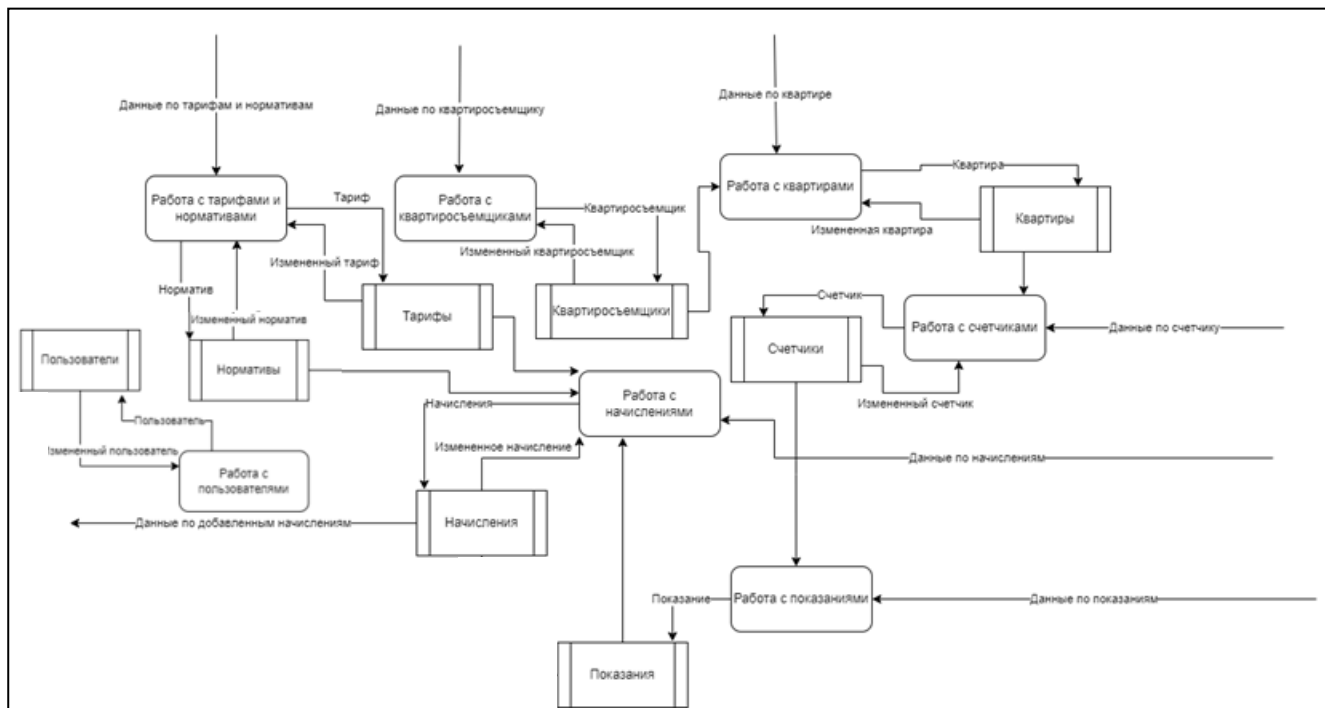 Данные по тарифам и нормативам
Данные по квартиросъемщику
Данные по квартире
Работа с тарифами и
нормативами
Тариф
Работа с
квартиросъемщиками
Квартиросъемщик
Работа с квартирами
Квартира
Квартиры
Измененная квартира
Измененный тариф
Измененный квартиросъемщик
Норматив
Измененный норматив
Тарифы
Квартиросъемщики
Счетчик
Работа с счетчиками
Данные по счетчику
Пользователи
Нормативы
Счетчики
Измененный счетчик
Работа с
начислениями
Начисления
Пользователь
Измененное начисление
Измененный пользователь
Данные по начислениям
Работа с
пользователями
Данные по добавленным начислениям
Начисления
Показание
Работа с показаниями
Данные по показаниям
Показания